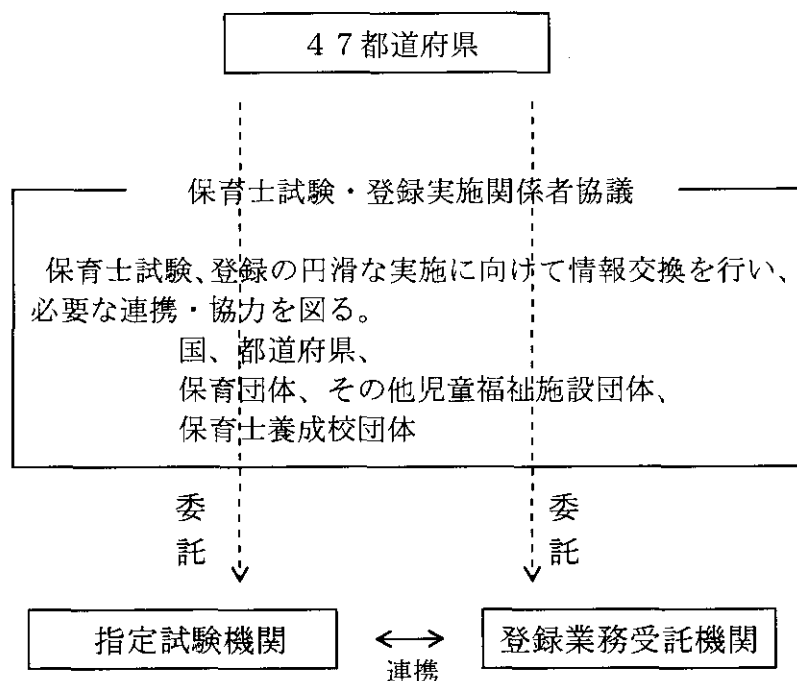 ４７都道府県
保育士試験・登録実施関係者協議
保育士試験、登録の円滑な実施に向けて情報交換を行い、
必要な連携・協力を図る。
国、都道府県、
保育団体、その他児童福祉施設団体、
保育士養成校団体
委託
委託
指定試験機関
連携
登録業務受託機関